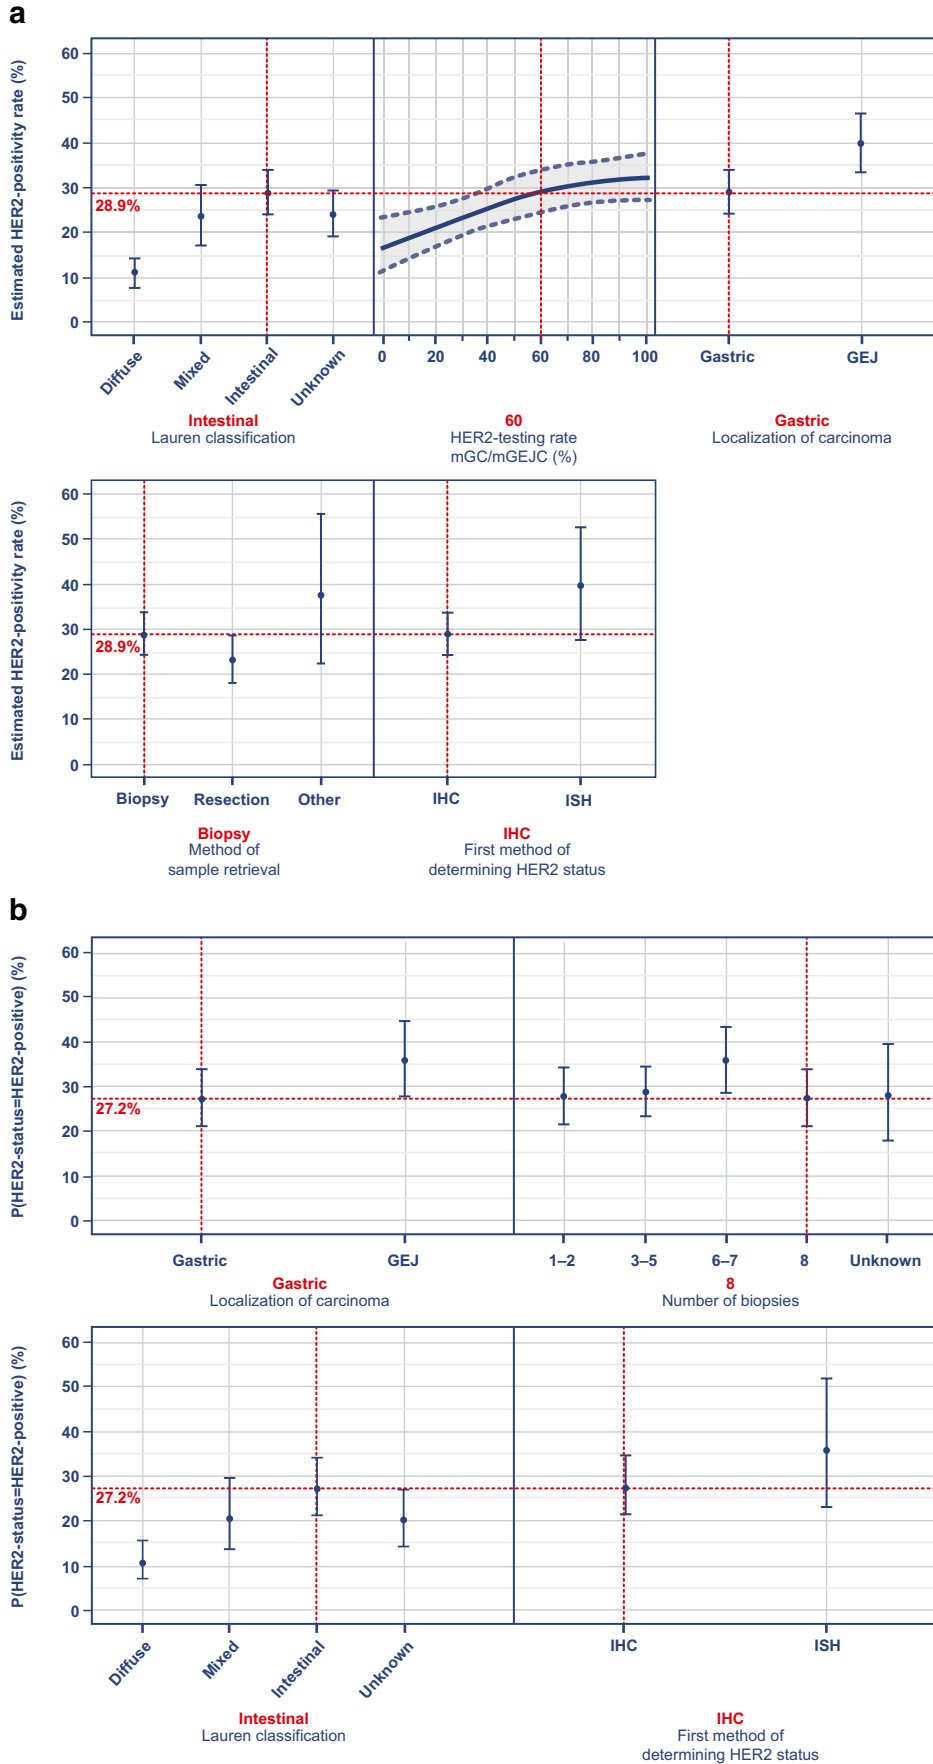 a
Estimated HER2-positivity rate (%)
60
50
40
30
20
10
0
28.9%
Diffuse
Mixed
Intestinal
Unknown
0 20 40 60 80 100
Gastric GEJ
Intestinal
Lauren classification
60
HER2-testing rate
mGC/mGEJC (%)
Gastric
Localization of carcinoma
Estimated HER2-positivity rate (%)
60
50
40
30
20
10
0
28.9%
Biopsy Resection Other
IHC ISH
Biopsy
Method of
sample retrieval
IHC
First method of
determining HER2 status
b
P(HER2-status=HER2-positive) (%)
60
50
40
30
20
10
0
27.2%
Gastric GEJ
1–2 3–5 6–7 8 Unknown
Gastric
Localization of carcinoma
8
Number of biopsies
P(HER2-status=HER2-positive) (%)
60
50
40
30
20
10
0
27.2%
Diffuse
Mixed
Intestinal
Unknown
IHC ISH
Intestinal
Lauren classification
IHC
First method of
determining HER2 status